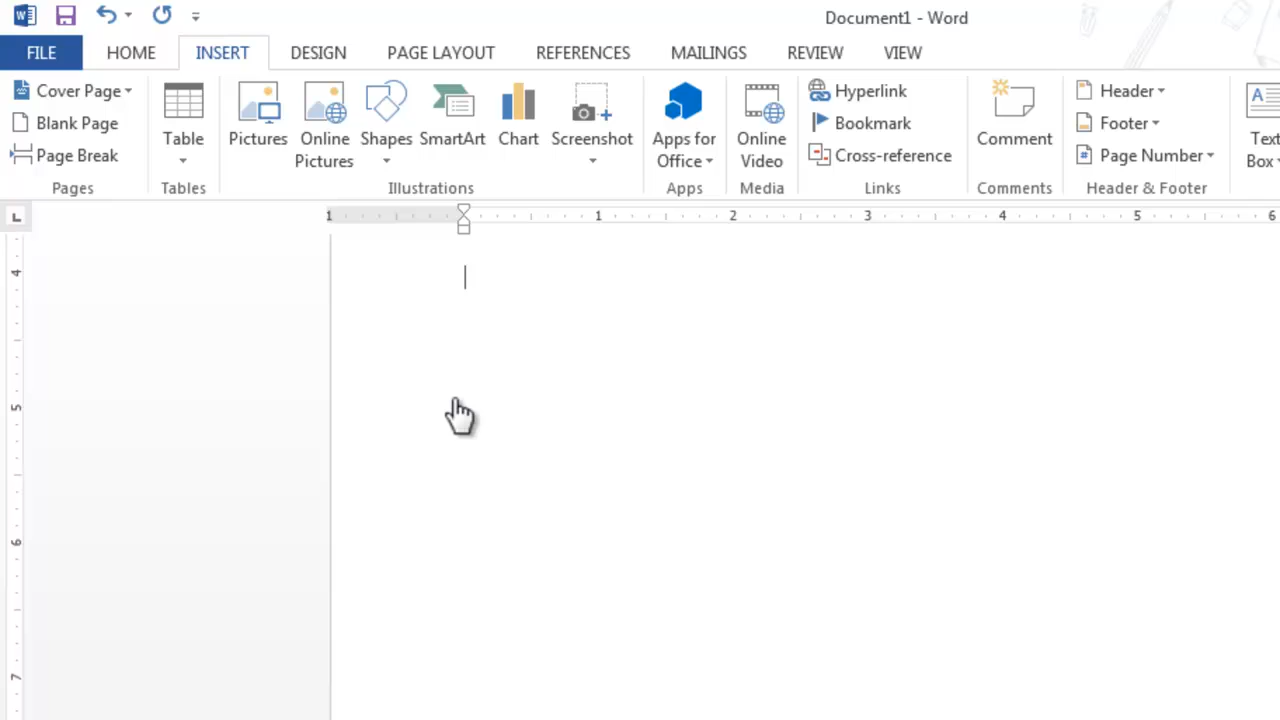 Document1 - Word
FILE HOME INSERT DESIGN PAGE LAYOUT REFERENCES MAILINGS REVIEW VIEW
Cover Page
Blank Page
Page Break
Pages
Table
Tables
Pictures
Online
Pictures
Shapes
SmartArt
Chart
Screenshot
Illustrations
Apps for
Office
Apps
Online
Video
Media
Hyperlink
Bookmark
Cross-reference
Links
Comment
Comments
Header
Footer
Page Number
Header & Footer
Text
Box
L
1 1 2 3 4 5 6
4
5
6
7